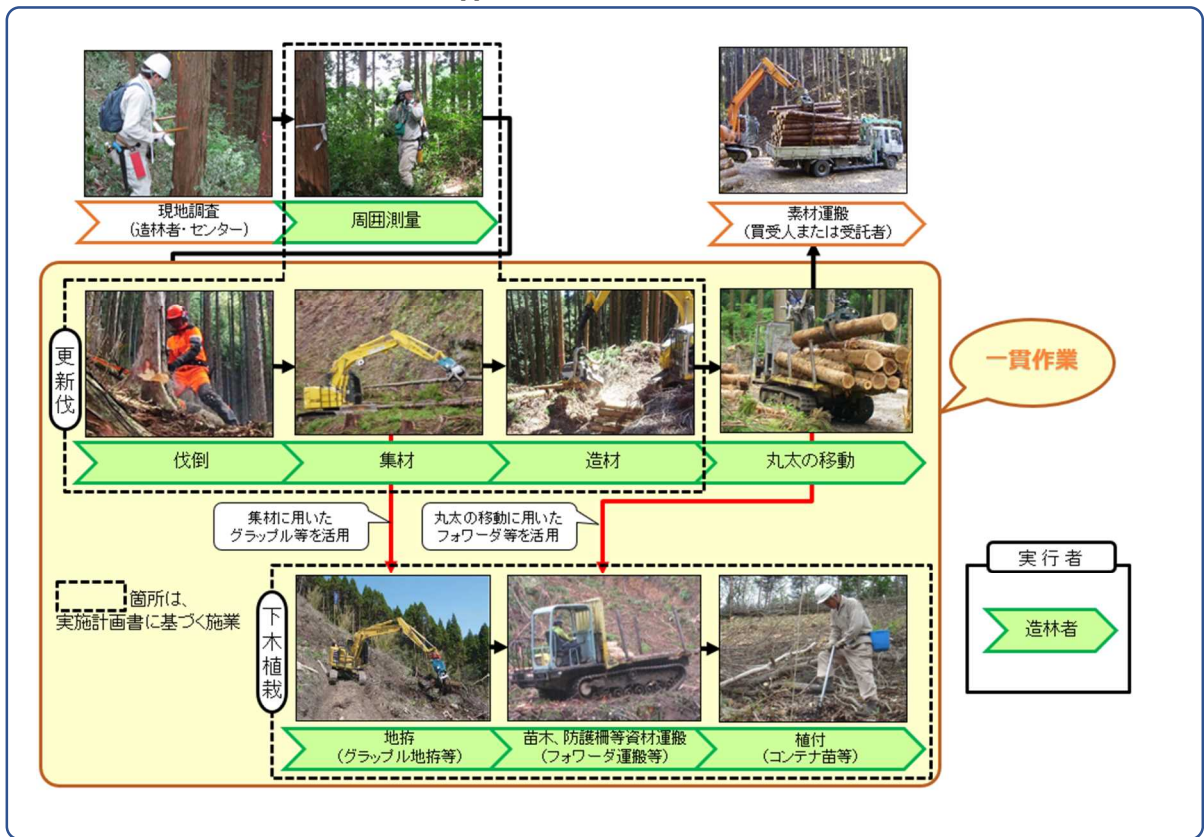 現地調査
(造林者・センター)
周囲測量
素材運搬
(買受人または受託者)
更新伐
伐倒
集材
造材
丸太の移動
一貫作業
集材に用いた
グラップル等を活用
丸太の移動に用いた
フォワーダ等を活用
箇所は、
実施計画書に基づく施業
下木植栽
地拵
(グラップル地拵等)
苗木、防護柵等資材運搬
(フォワーダ運搬等)
植付
(コンテナ苗等)
実行者
造林者